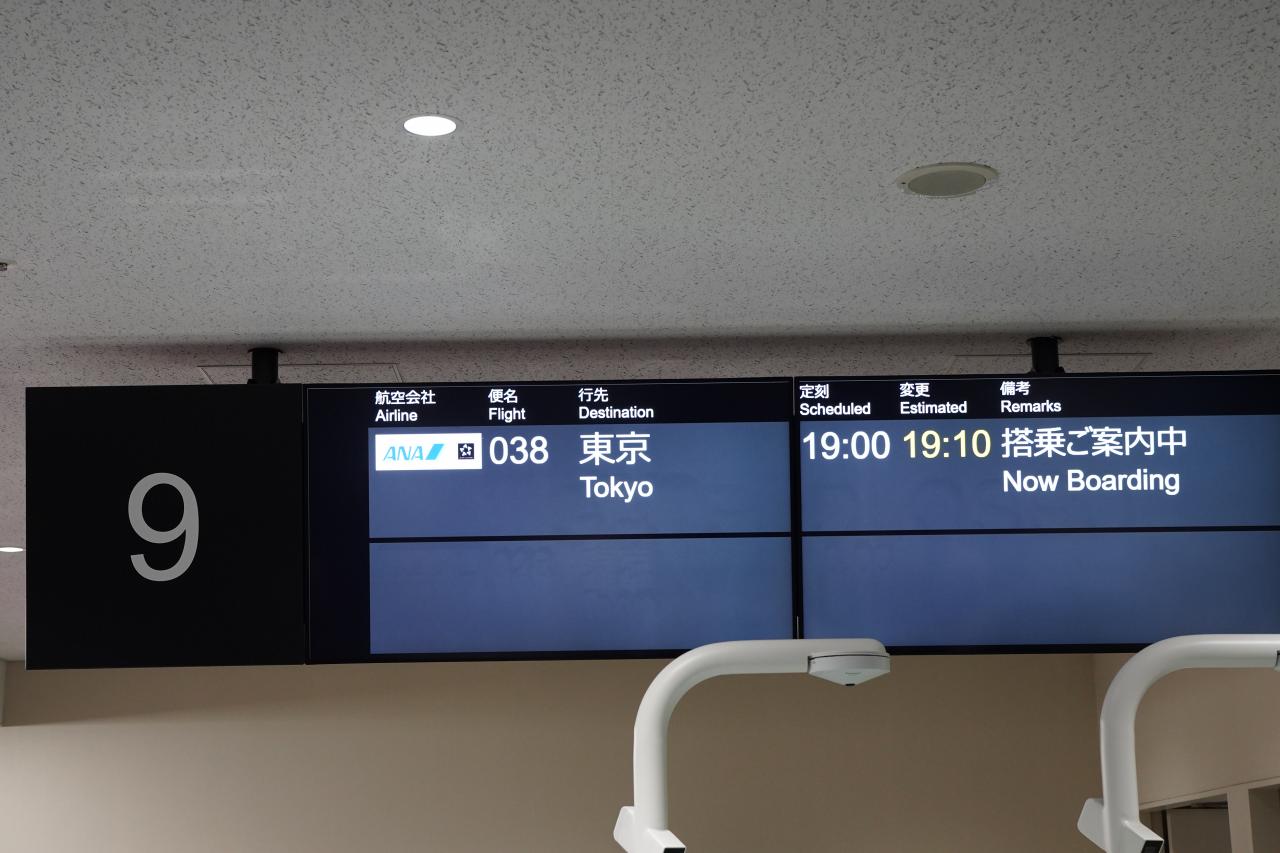 9
航空会社 便名 行先 定刻 変更 備考
Airline Flight Destination Scheduled Estimated Remarks
ANA 038 東京 19:00 19:10 搭乗ご案内中
Tokyo Now Boarding